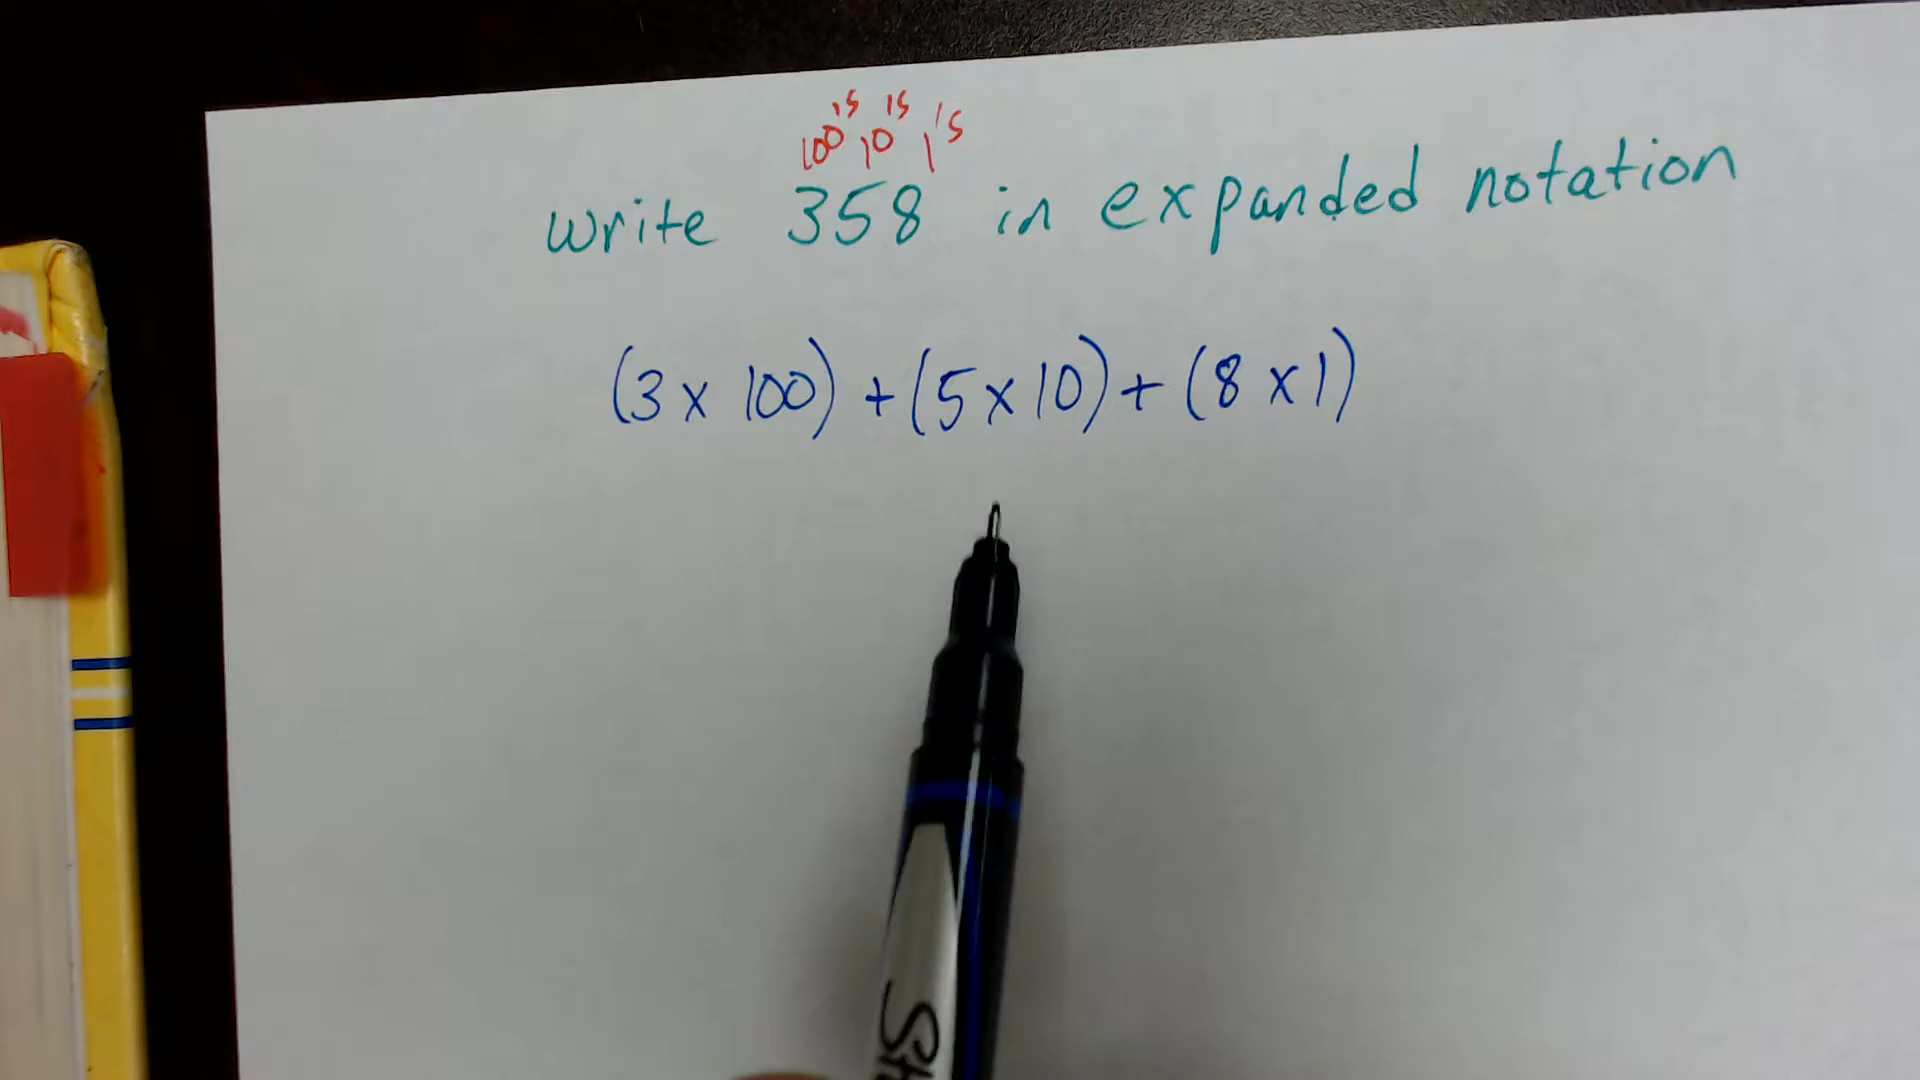 100's 10's 1's
write 358 in expanded notation
(3 x 100) + (5 x 10) + (8 x 1)